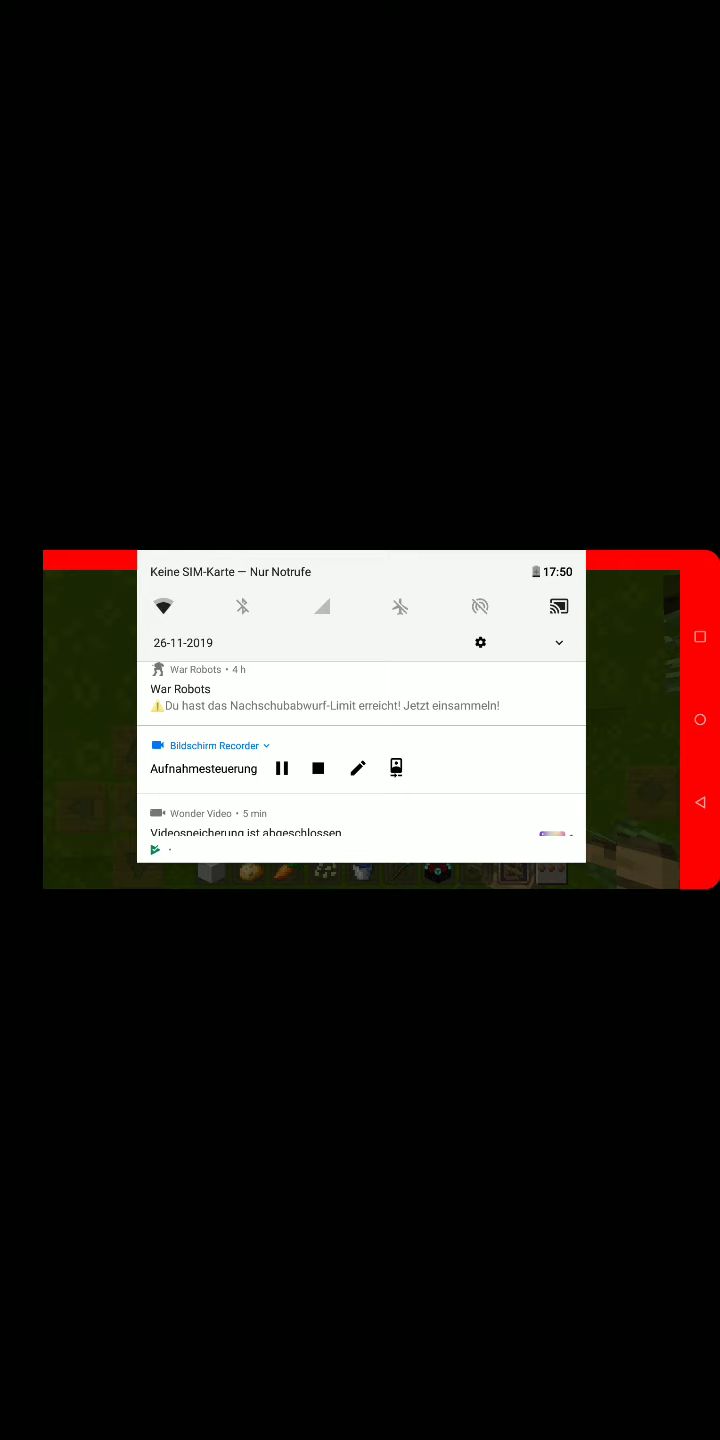 Keine SIM-Karte — Nur Notrufe
17:50
26-11-2019
War Robots • 4 h
War Robots
⚠️Du hast das Nachschubabwurf-Limit erreicht! Jetzt einsammeln!
Bildschirm Recorder
Aufnahmesteuerung
Wonder Video • 5 min
Videospeicherung ist abgeschlossen